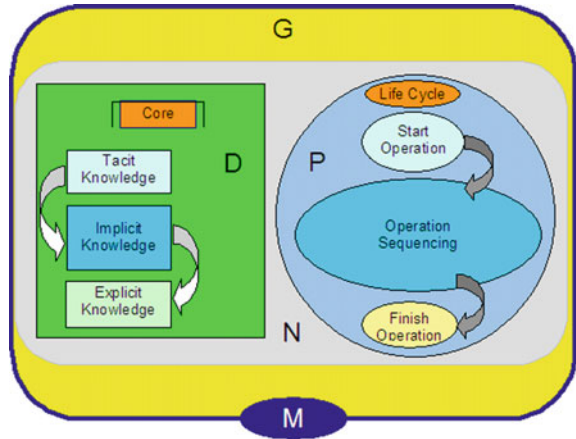 G
Core
Life Cycle
Start
Operation
Tacit
Knowledge
D
P
Implicit
Knowledge
Operation
Sequencing
Explicit
Knowledge
N
Finish
Operation
M